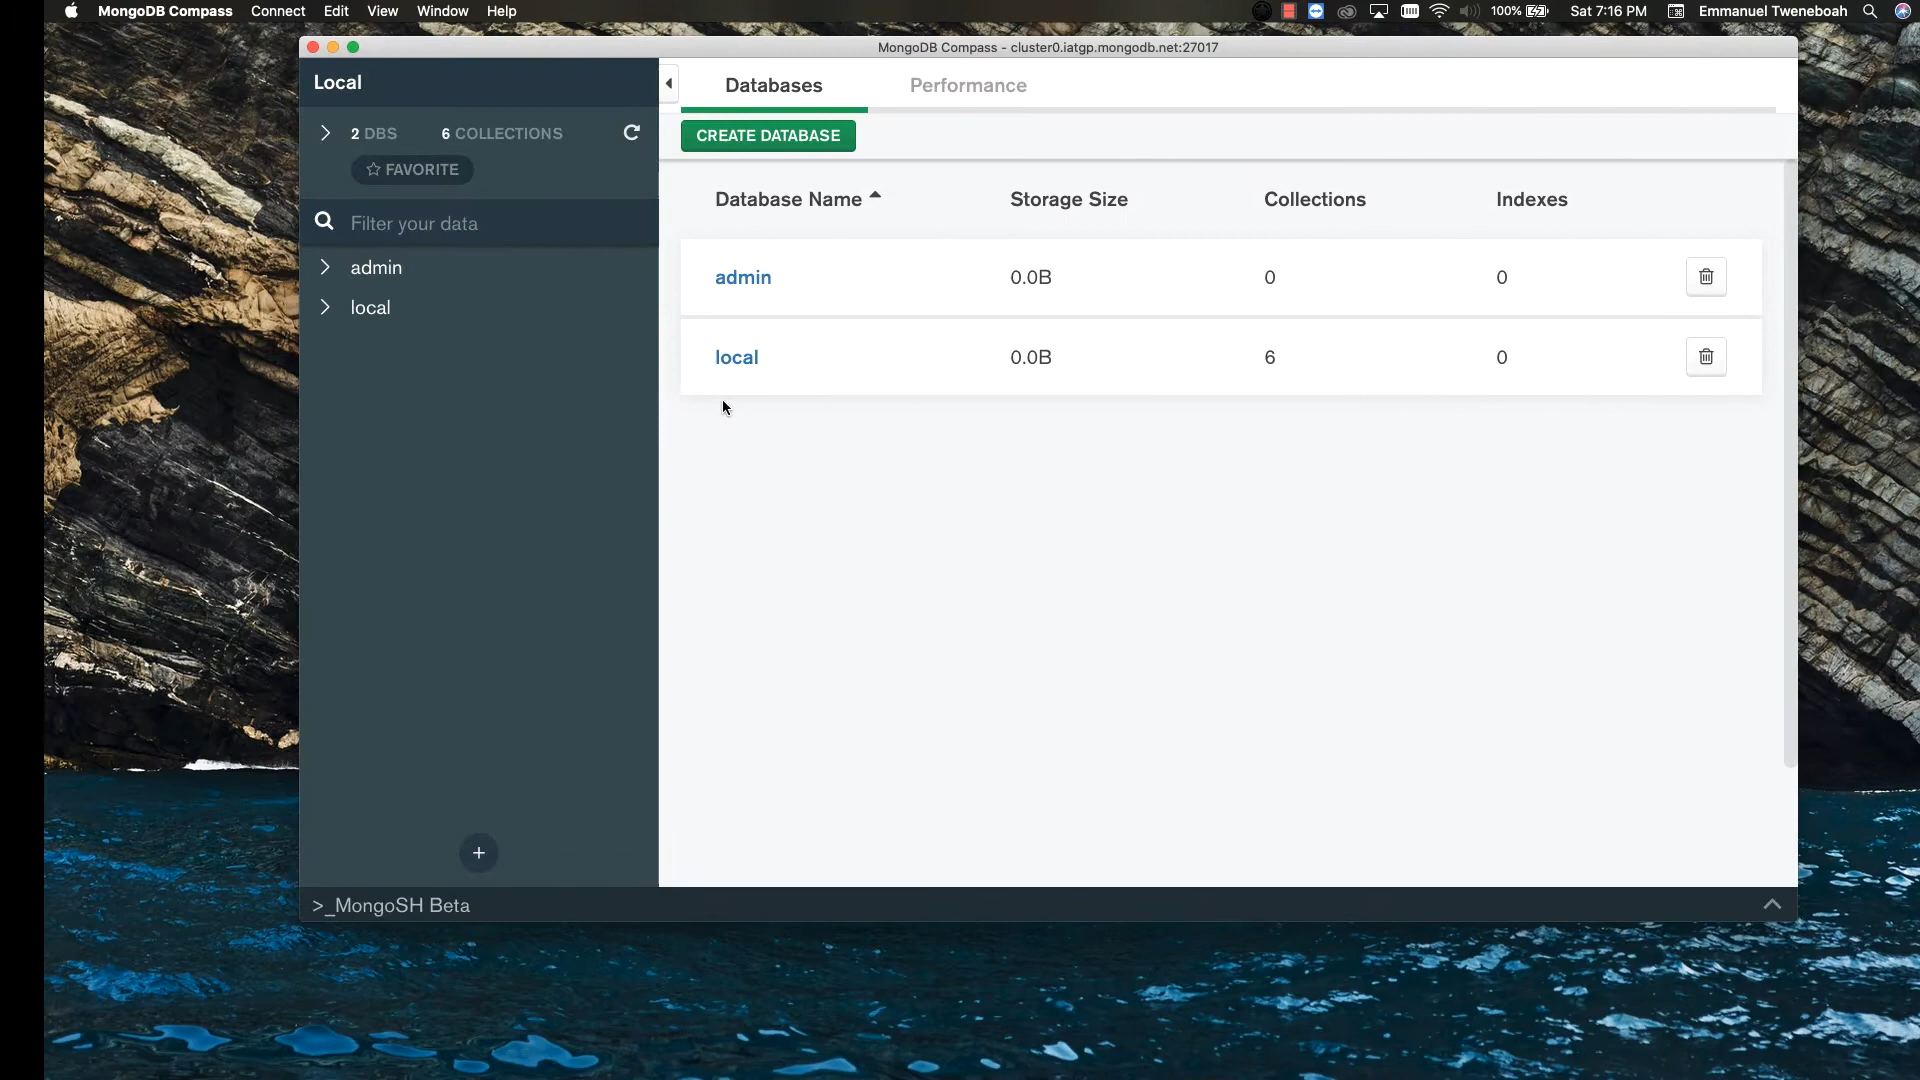 MongoDB Compass Connect Edit View Window Help 100% Sat 7:16 PM Emmanuel Tweneboah
MongoDB Compass - cluster0.iatgp.mongodb.net:27017
Local
2 DBS 6 COLLECTIONS
FAVORITE
Filter your data
admin
local
Databases Performance
CREATE DATABASE
Database Name Storage Size Collections Indexes
admin 0.0B 0 0
local 0.0B 6 0
+
>_MongoSH Beta